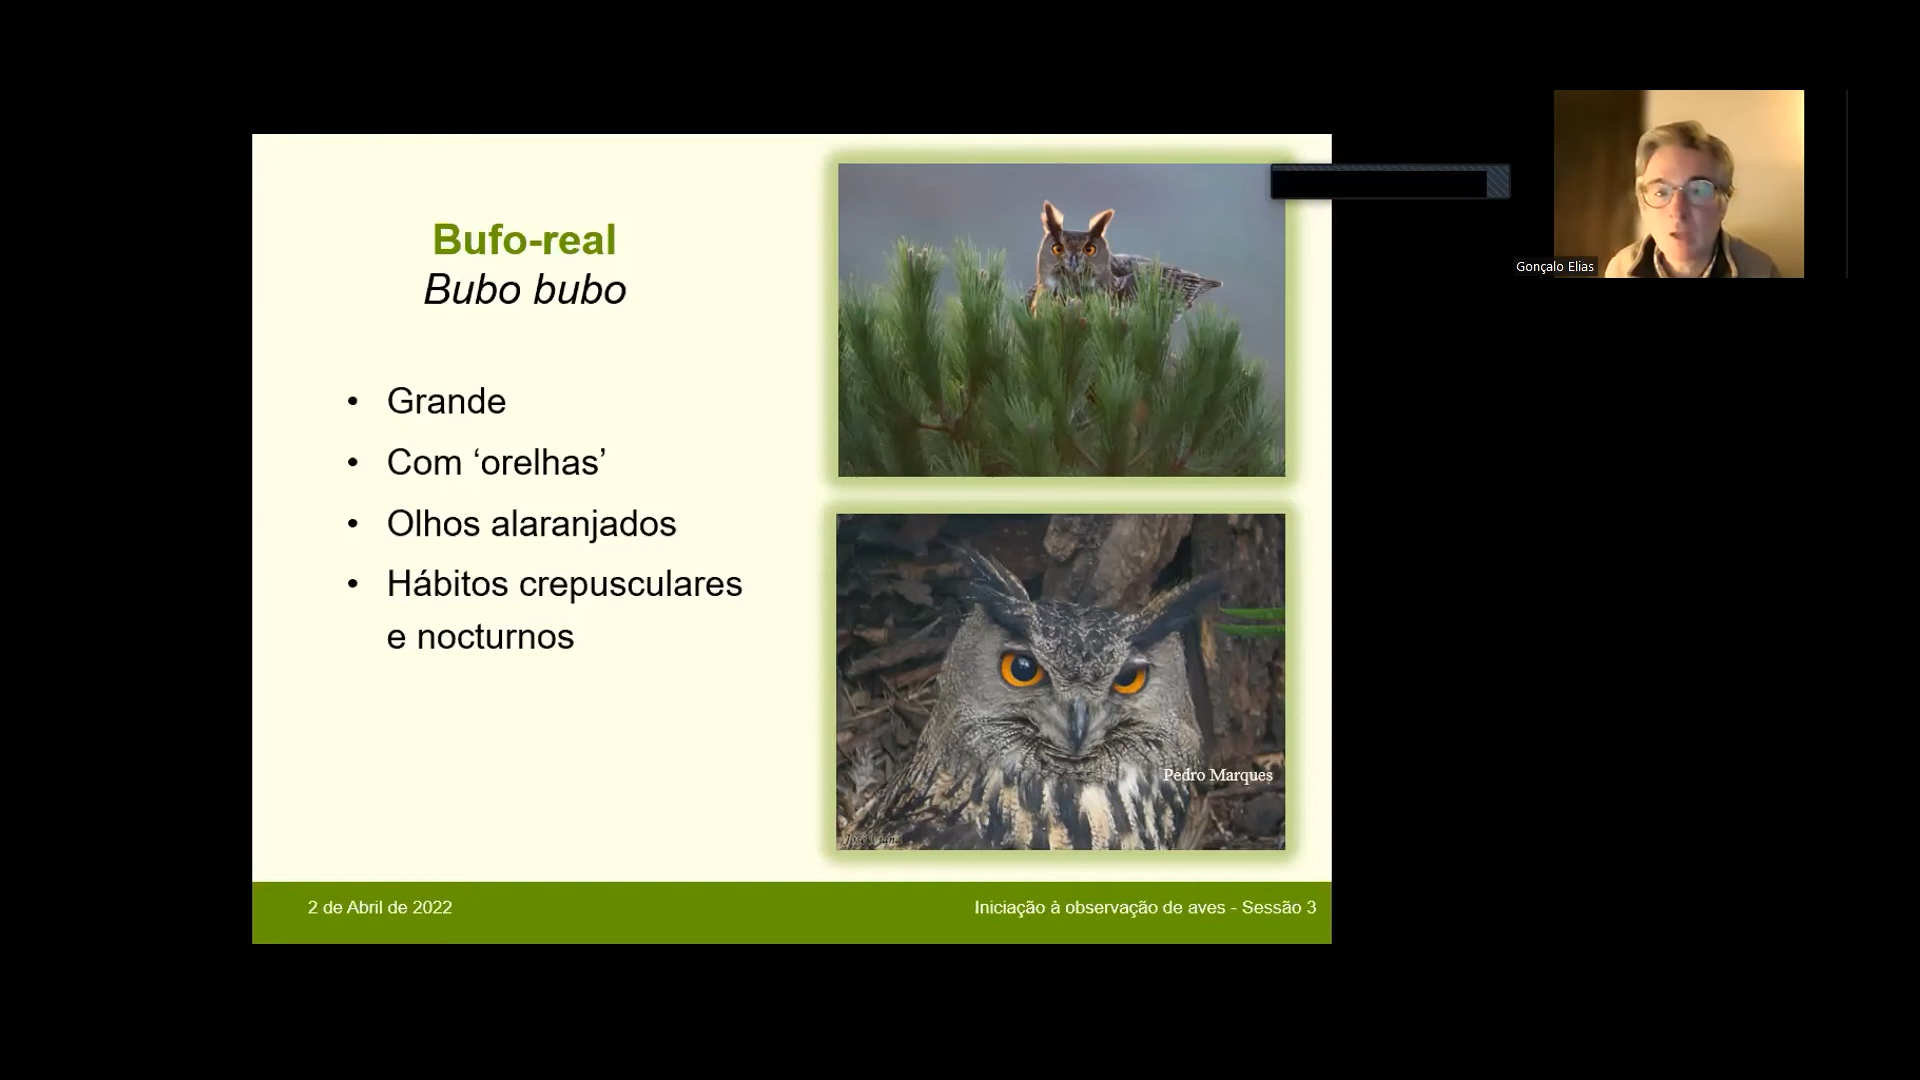 Bufo-real
Bubo bubo
• Grande
• Com ‘orelhas’
• Olhos alaranjados
• Hábitos crepusculares
e nocturnos
Pedro Marques
2 de Abril de 2022
Iniciação à observação de aves - Sessão 3
Gonçalo Elias